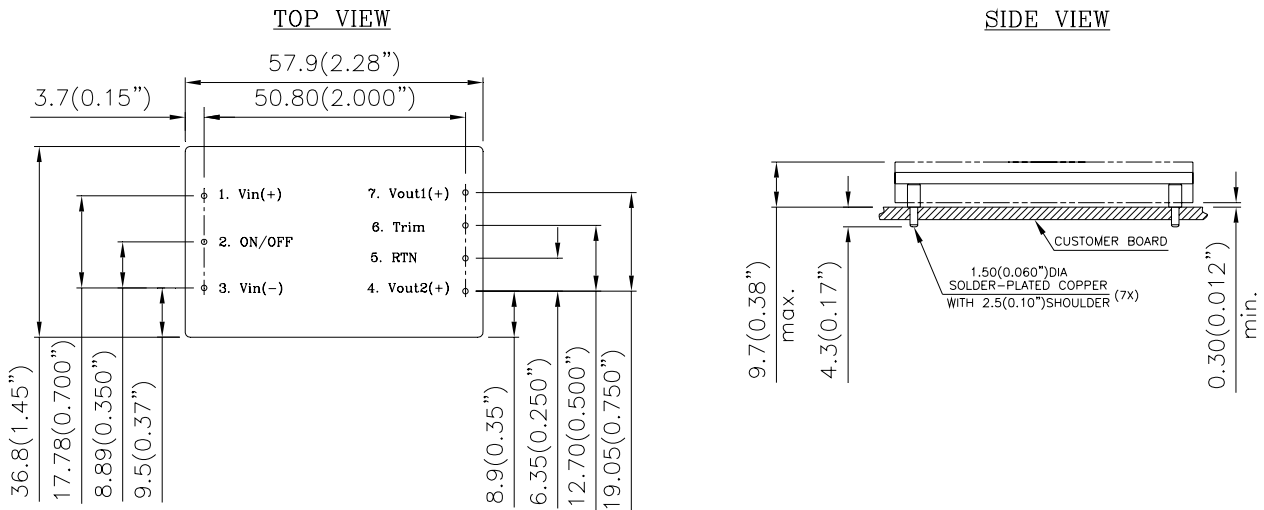 TOP VIEW
SIDE VIEW
57.9(2.28")
3.7(0.15")
50.80(2.000")
1. Vin(+)
2. ON/OFF
3. Vin(-)
7. Vout1(+)
6. Trim
5. RTN
4. Vout2(+)
36.8(1.45")
17.78(0.700")
8.89(0.350")
9.5(0.37")
8.9(0.35")
6.35(0.250")
12.70(0.500")
19.05(0.750")
CUSTOMER BOARD
1.50(0.060")DIA
SOLDER-PLATED COPPER
WITH 2.5(0.10")SHOULDER (7X)
9.7(0.38")
max.
4.3(0.17")
0.30(0.012")
min.